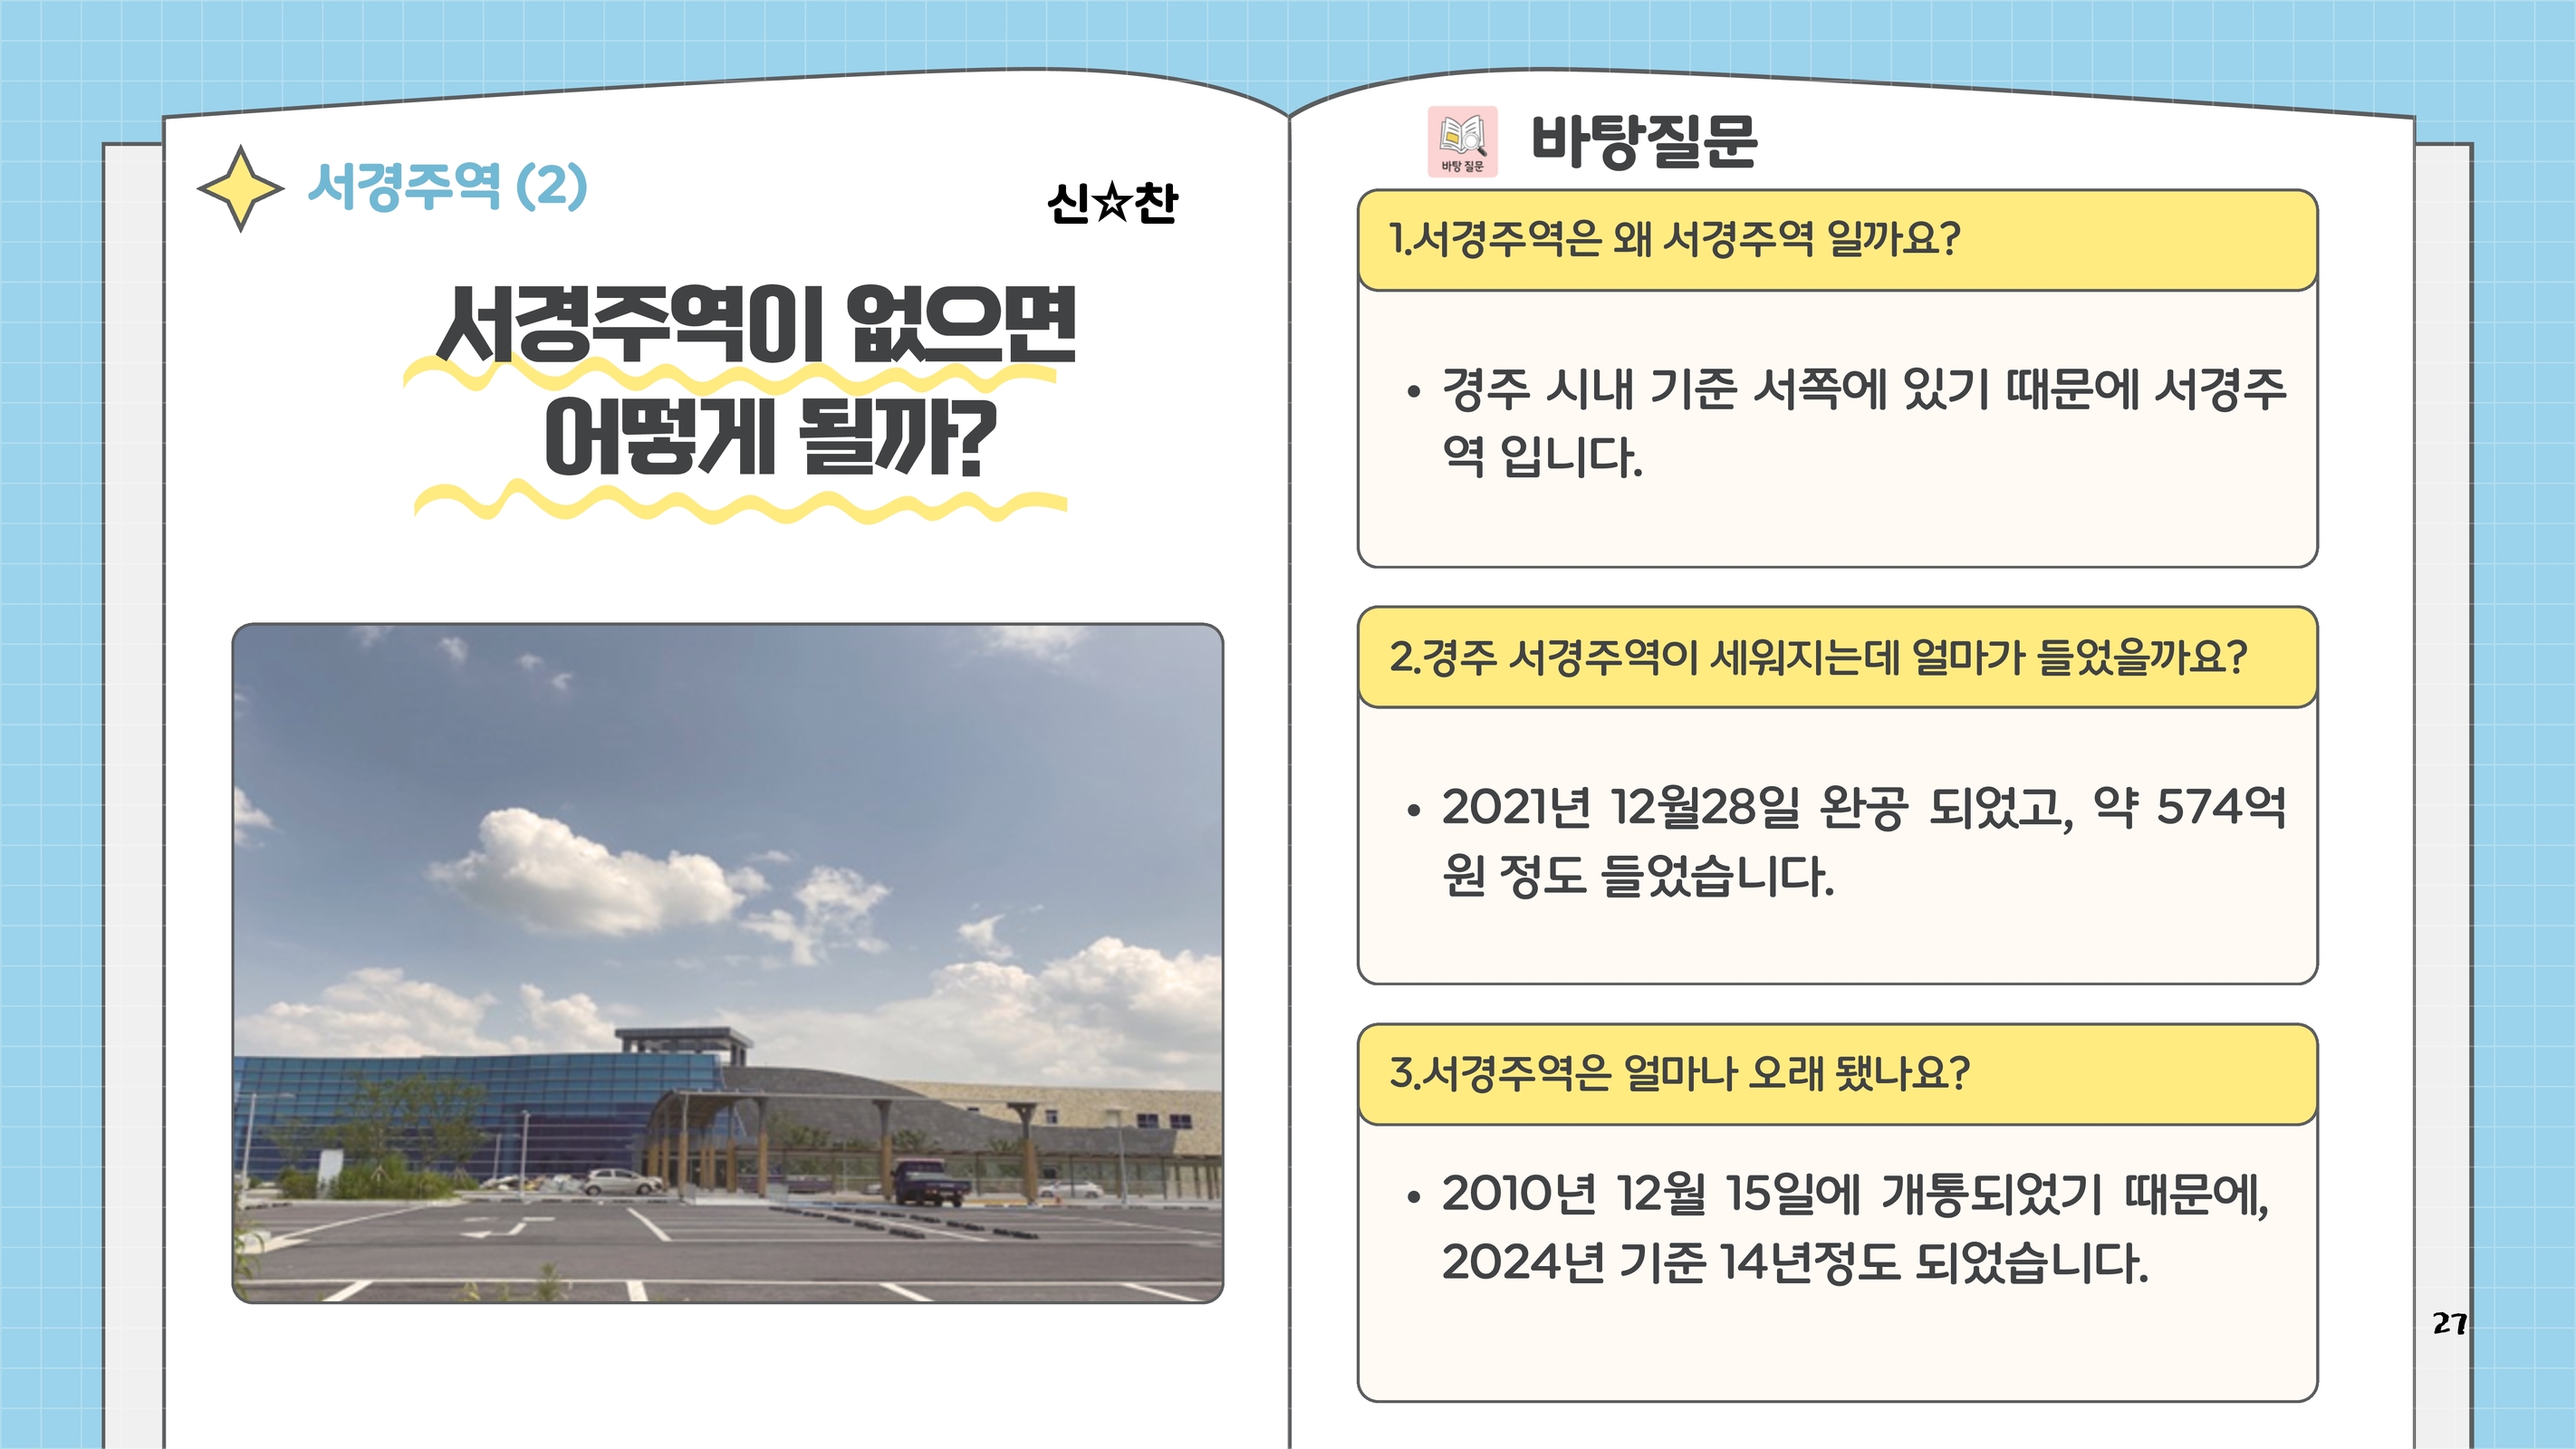 서경주역 (2)
신☆찬
서경주역이 없으면
어떻게 될까?
바탕 질문
바탕질문
1.서경주역은 왜 서경주역 일까요?
• 경주 시내 기준 서쪽에 있기 때문에 서경주
역 입니다.
2.경주 서경주역이 세워지는데 얼마가 들었을까요?
• 2021년 12월28일 완공 되었고, 약 574억
원 정도 들었습니다.
3.서경주역은 얼마나 오래 됐나요?
• 2010년 12월 15일에 개통되었기 때문에,
2024년 기준 14년정도 되었습니다.
27